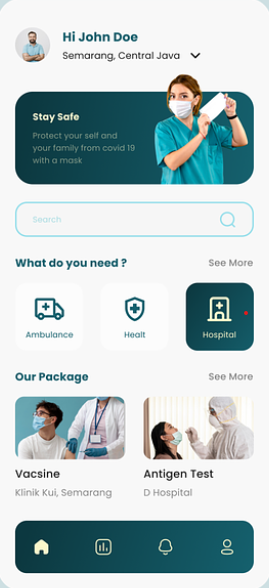 Hi John Doe
Semarang, Central Java
Stay Safe
Protect your self and
your family from covid 19
with a mask
Search
What do you need ?
See More
Ambulance
Healt
Hospital
Our Package
See More
Vacsine
Antigen Test
Klinik Kui, Semarang
D Hospital